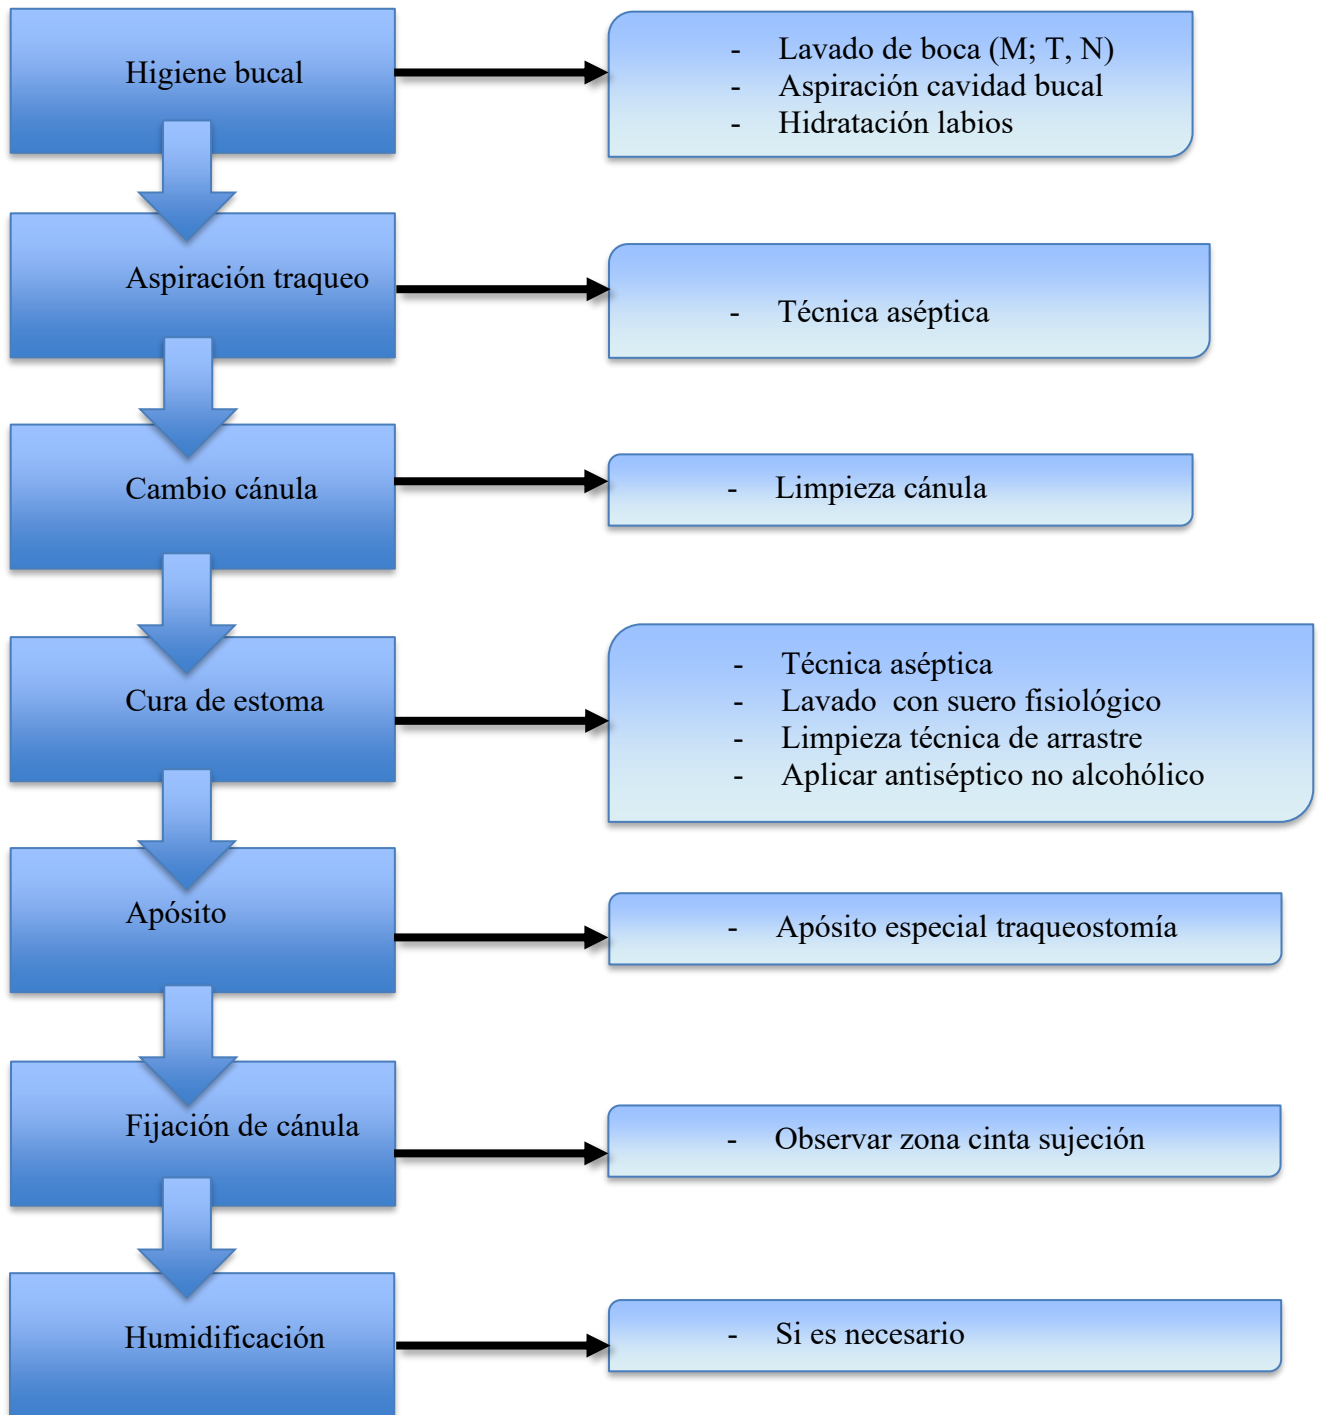 Higiene bucal
- Lavado de boca (M; T, N)
- Aspiración cavidad bucal
- Hidratación labios
Aspiración traqueo
- Técnica aséptica
Cambio cánula
- Limpieza cánula
Cura de estoma
- Técnica aséptica
- Lavado con suero fisiológico
- Limpieza técnica de arrastre
- Aplicar antiséptico no alcohólico
Apósito
- Apósito especial traqueostomía
Fijación de cánula
- Observar zona cinta sujeción
Humidificación
- Si es necesario